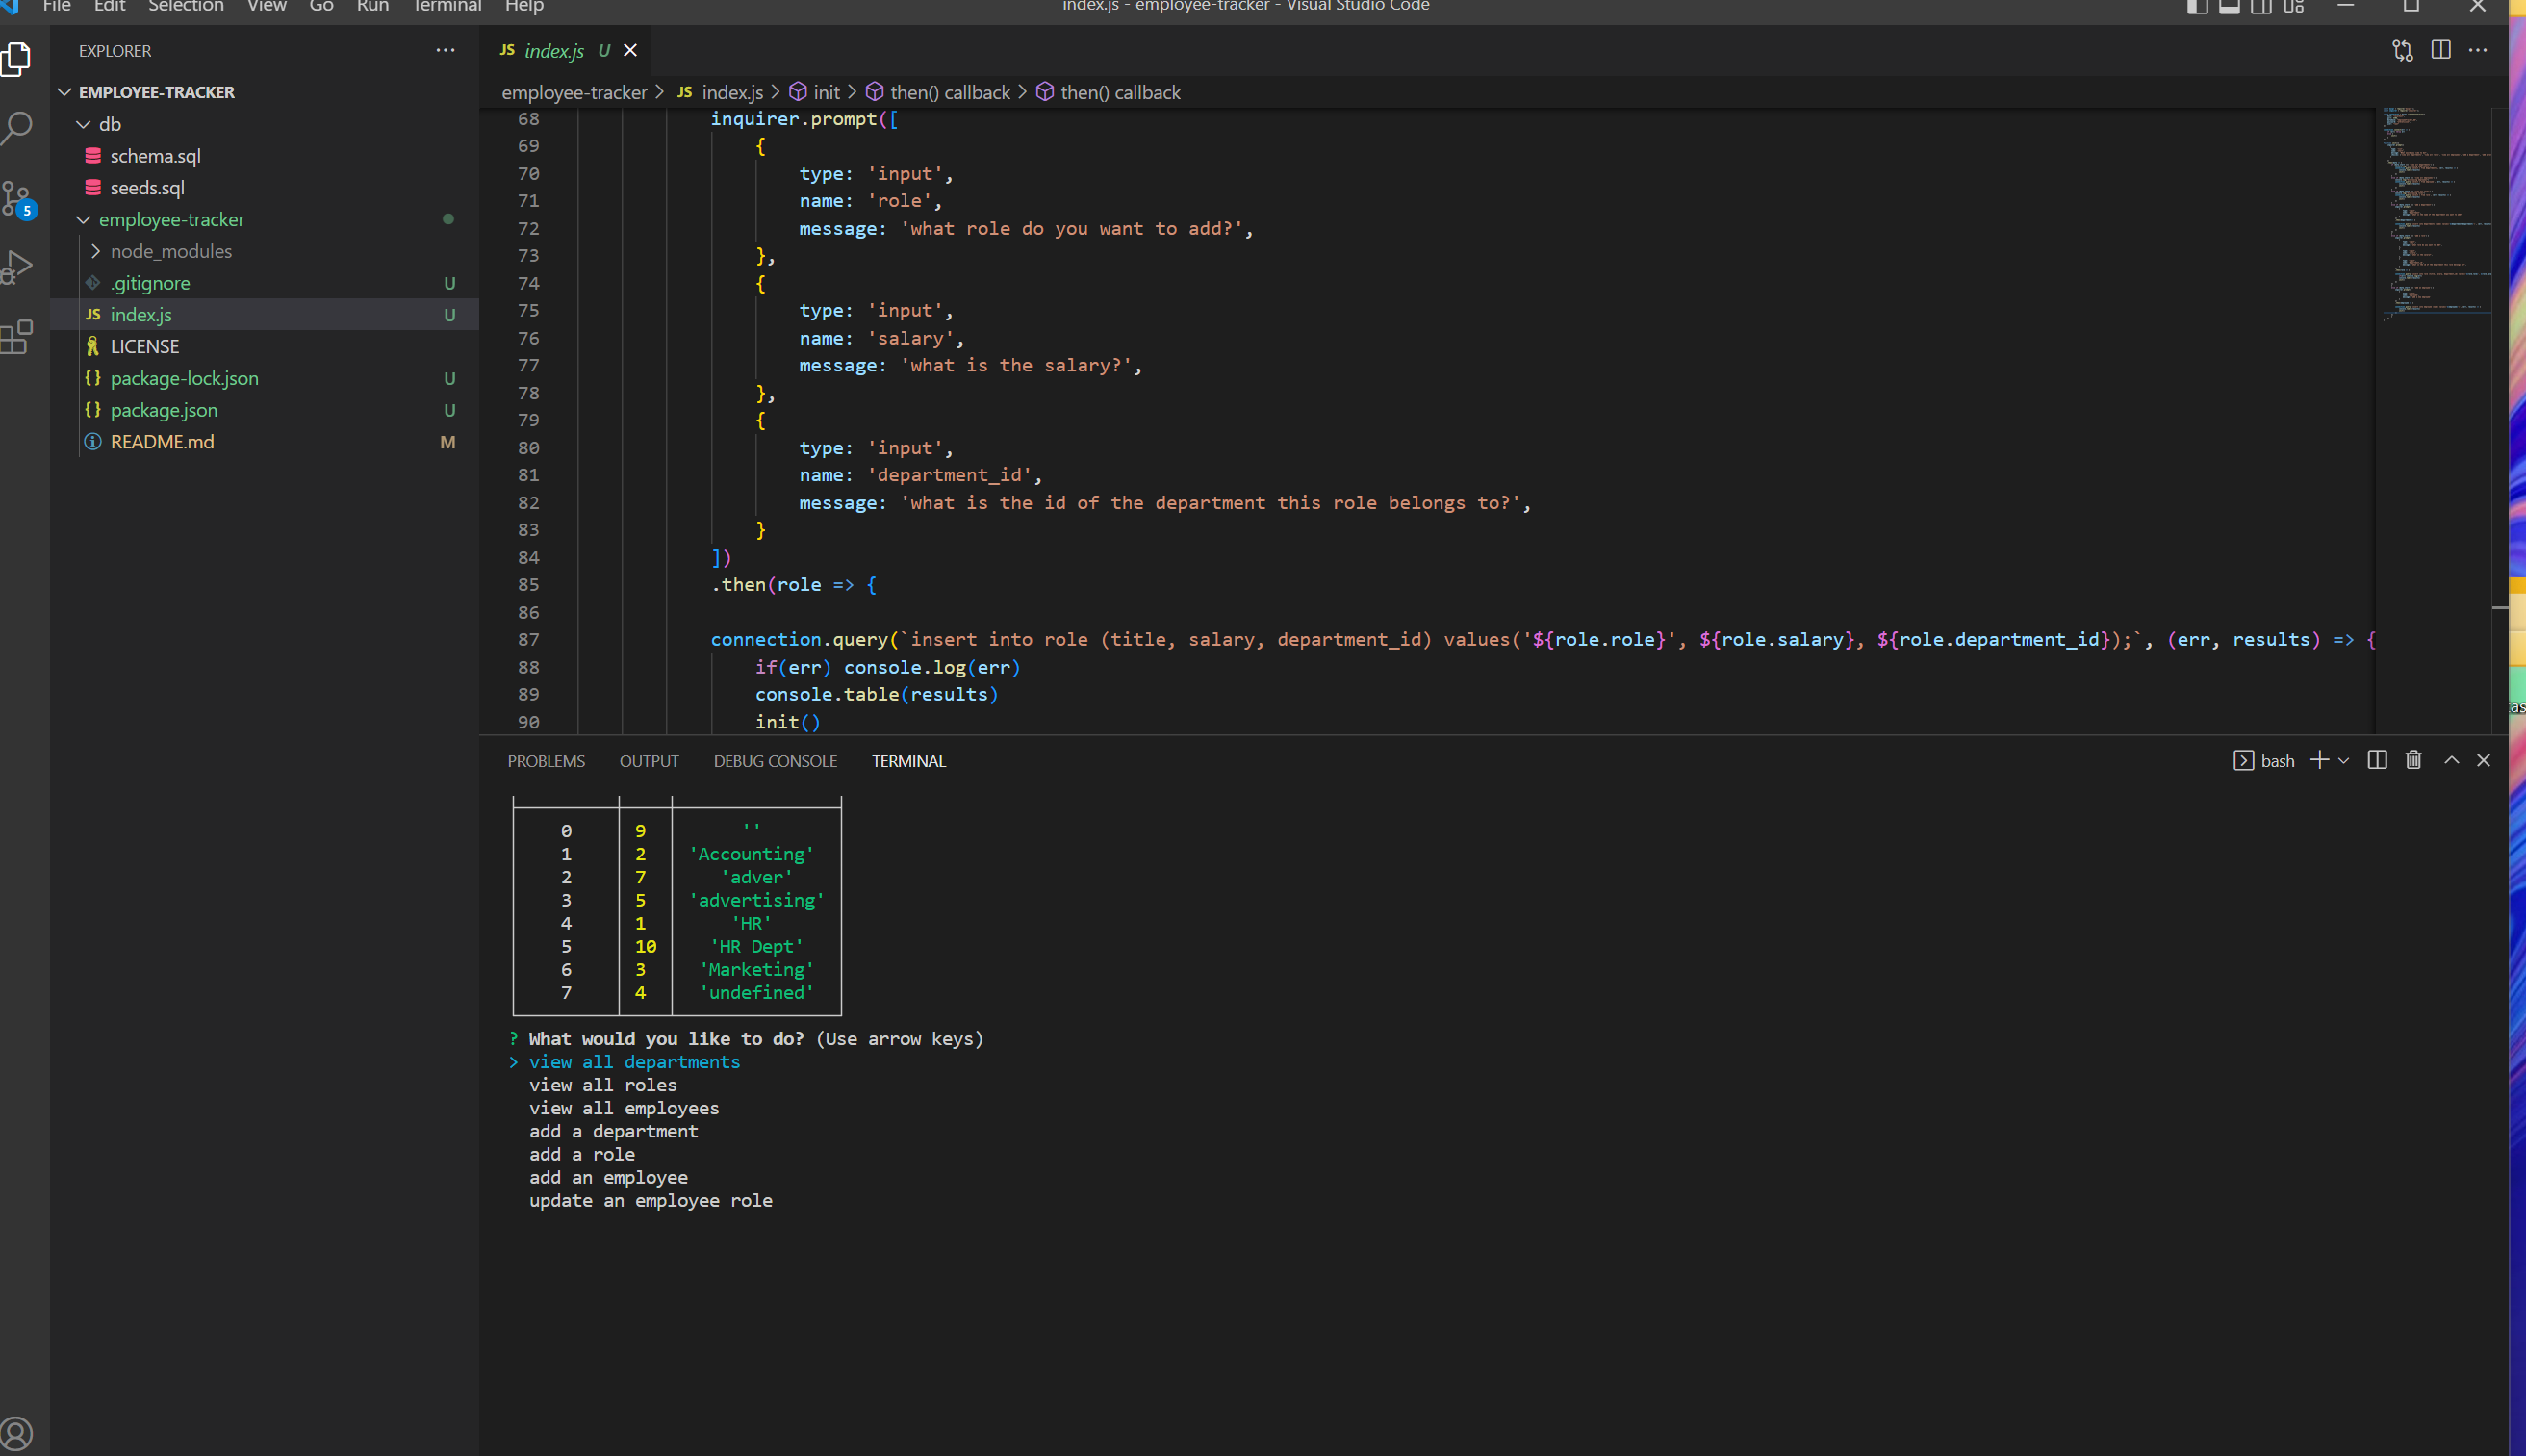 File Edit Selection View Go Run Terminal Help
index.js - employee-tracker - Visual Studio Code
EXPLORER
EMPLOYEE-TRACKER
db
schema.sql
seeds.sql
employee-tracker
node_modules
.gitignore U
JS index.js U
LICENSE
{} package-lock.json U
{} package.json U
README.md M
5
JS index.js U
employee-tracker > JS index.js > init > then() callback > then() callback
68 inquirer.prompt([
69 {
70 type: 'input',
71 name: 'role',
72 message: 'what role do you want to add?',
73 },
74 {
75 type: 'input',
76 name: 'salary',
77 message: 'what is the salary?',
78 },
79 {
80 type: 'input',
81 name: 'department_id',
82 message: 'what is the id of the department this role belongs to?',
83 }
84 ])
85 .then(role => {
86
87 connection.query(`insert into role (title, salary, department_id) values('${role.role}', ${role.salary}, ${role.department_id});`, (err, results) => {
88 if(err) console.log(err)
89 console.table(results)
90 init()
PROBLEMS OUTPUT DEBUG CONSOLE TERMINAL
bash
0 9 ''
1 2 'Accounting'
2 7 'adver'
3 5 'advertising'
4 1 'HR'
5 10 'HR Dept'
6 3 'Marketing'
7 4 'undefined'
? What would you like to do? (Use arrow keys)
> view all departments
view all roles
view all employees
add a department
add a role
add an employee
update an employee role